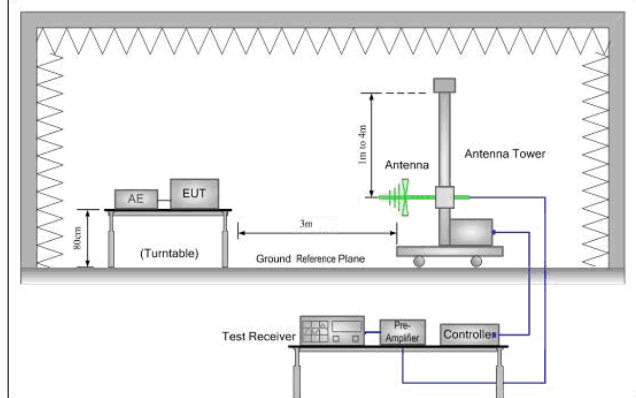 1m to 4m
Antenna
Antenna Tower
AE
EUT
80cm
(Turntable)
3m
Ground Reference Plane
Test Receiver
Pre-
Amplifier
Controller